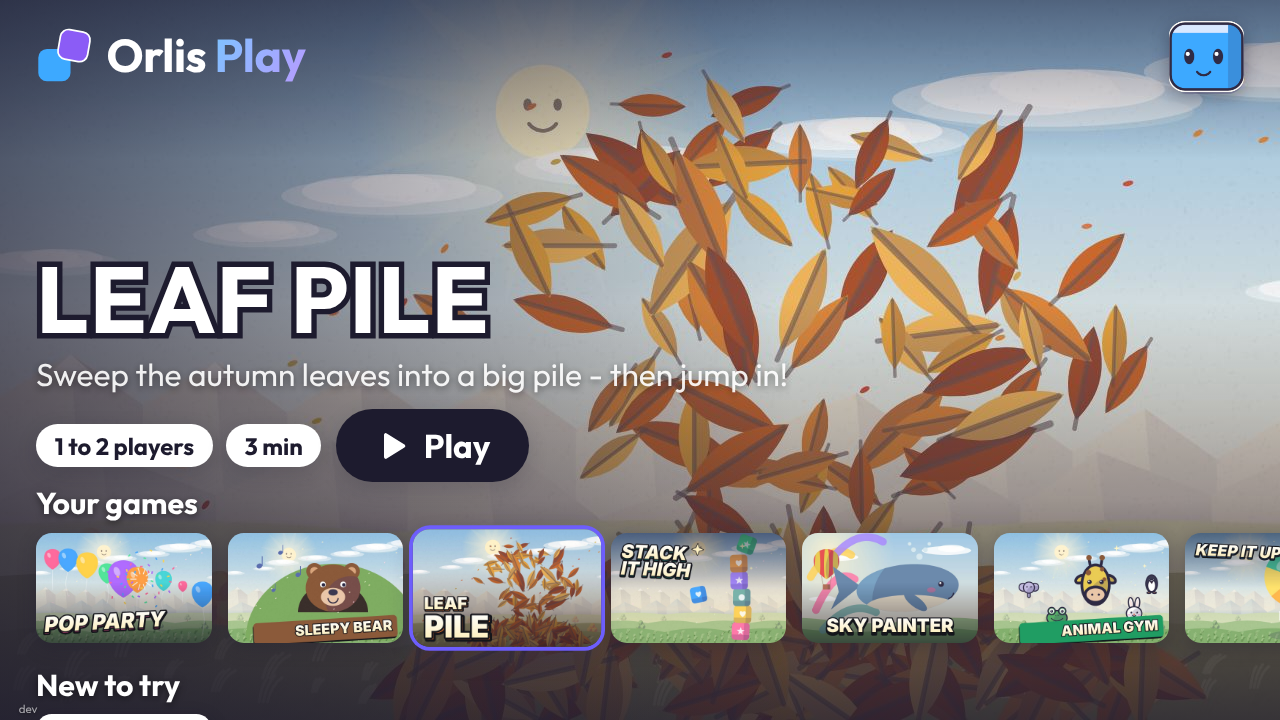 Orlis Play
LEAF PILE
Sweep the autumn leaves into a big pile - then jump in!
1 to 2 players
3 min
Play
Your games
POP PARTY
SLEEPY BEAR
LEAF
PILE
STACK
IT HIGH
SKY PAINTER
ANIMAL GYM
KEEP IT UP
New to try
dev